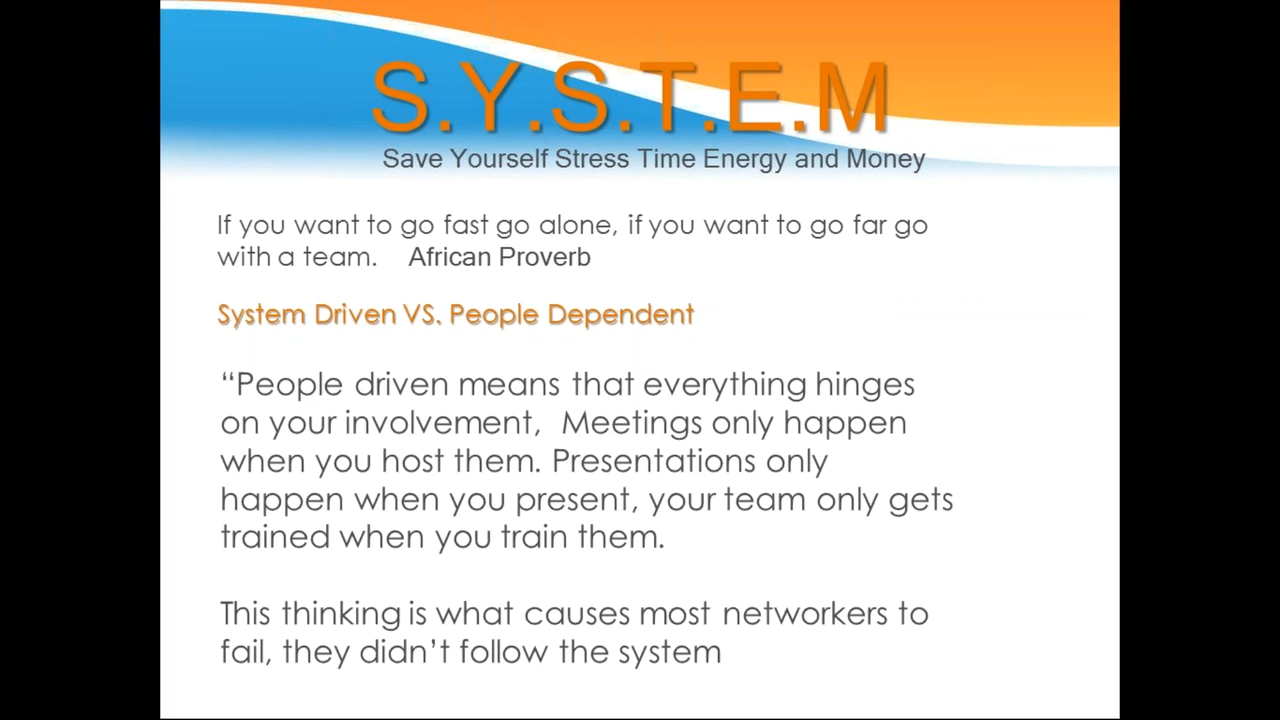 S.Y.S.T.E.M
Save Yourself Stress Time Energy and Money
If you want to go fast go alone, if you want to go far go
with a team. African Proverb
System Driven VS. People Dependent
“People driven means that everything hinges
on your involvement, Meetings only happen
when you host them. Presentations only
happen when you present, your team only gets
trained when you train them.
This thinking is what causes most networkers to
fail, they didn’t follow the system